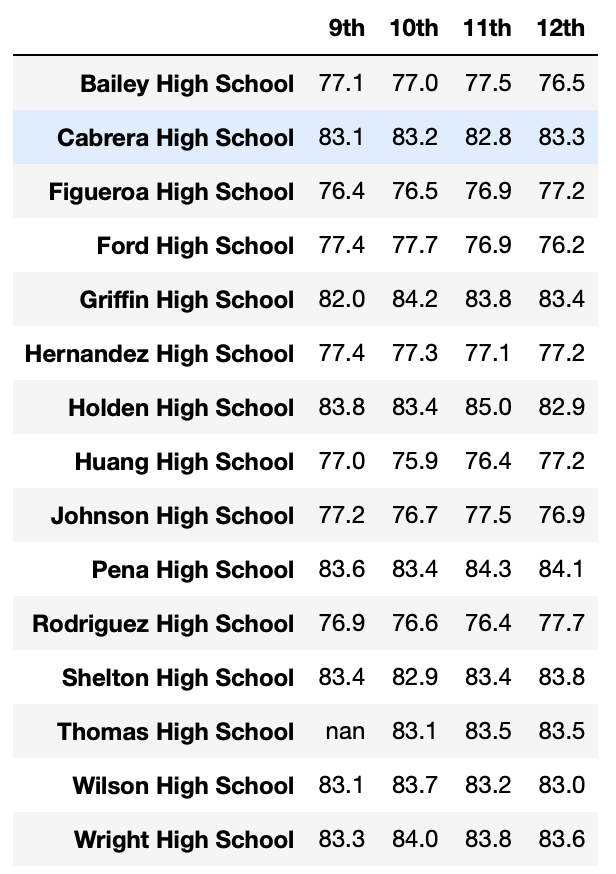 9th 10th 11th 12th
Bailey High School 77.1 77.0 77.5 76.5
Cabrera High School 83.1 83.2 82.8 83.3
Figueroa High School 76.4 76.5 76.9 77.2
Ford High School 77.4 77.7 76.9 76.2
Griffin High School 82.0 84.2 83.8 83.4
Hernandez High School 77.4 77.3 77.1 77.2
Holden High School 83.8 83.4 85.0 82.9
Huang High School 77.0 75.9 76.4 77.2
Johnson High School 77.2 76.7 77.5 76.9
Pena High School 83.6 83.4 84.3 84.1
Rodriguez High School 76.9 76.6 76.4 77.7
Shelton High School 83.4 82.9 83.4 83.8
Thomas High School nan 83.1 83.5 83.5
Wilson High School 83.1 83.7 83.2 83.0
Wright High School 83.3 84.0 83.8 83.6